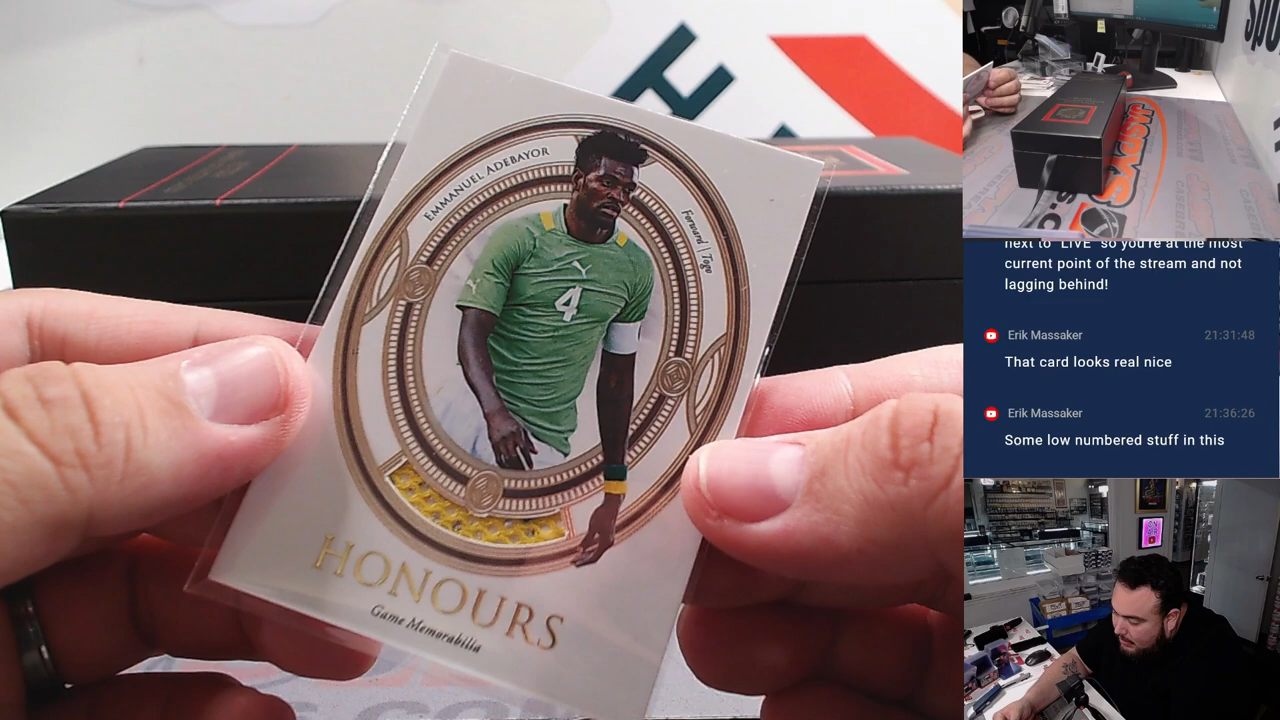 EMMANUEL ADEBAYOR
Forward | Togo
4
HONOURS
Game Memorabilia
JASPY'S
next to "LIVE" so you're at the most
current point of the stream and not
lagging behind!
Erik Massaker 21:31:48
That card looks real nice
Erik Massaker 21:36:26
Some low numbered stuff in this